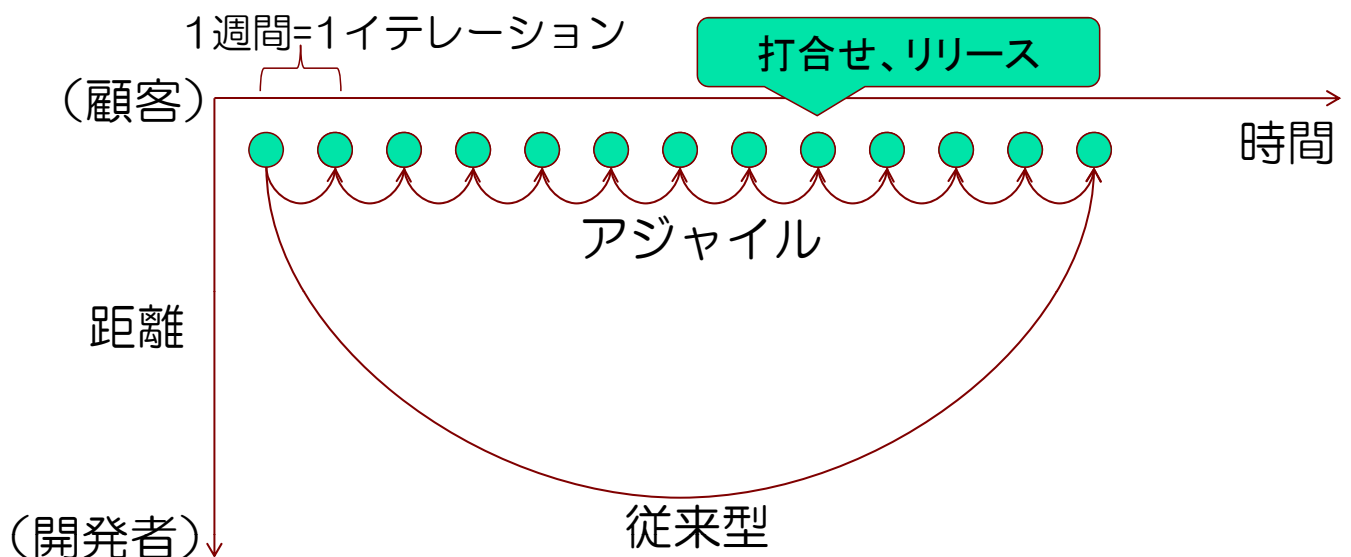 1週間=1イテレーション
打合せ、リリース
（顧客）
時間
アジャイル
距離
従来型
（開発者）